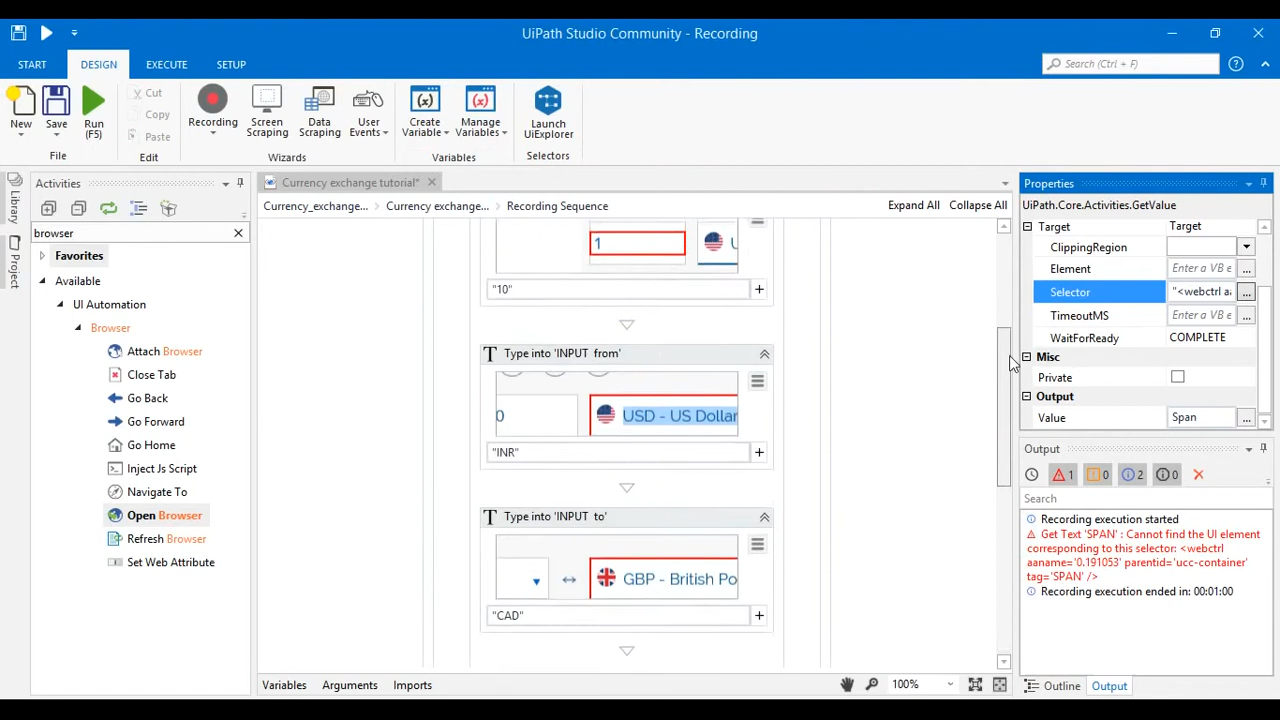 UiPath Studio Community - Recording
START
DESIGN
EXECUTE
SETUP
Search (Ctrl + F)
New
Save
Run
(F5)
File
Cut
Copy
Paste
Edit
Recording
Screen
Scraping
Data
Scraping
User
Events
Wizards
Create
Variable
Manage
Variables
Variables
Launch
UiExplorer
Selectors
Library
Project
Activities
browser
Favorites
Available
UI Automation
Browser
Attach Browser
Close Tab
Go Back
Go Forward
Go Home
Inject Js Script
Navigate To
Open Browser
Refresh Browser
Set Web Attribute
Currency exchange tutorial*
Currency_exchange... > Currency exchange... > Recording Sequence
Expand All
Collapse All
1
"10"
Type into 'INPUT from'
0
USD - US Dollar
"INR"
Type into 'INPUT to'
GBP - British Po
"CAD"
Variables
Arguments
Imports
100%
Properties
UiPath.Core.Activities.GetValue
Target
Target
ClippingRegion
Element
Enter a VB e
Selector
"<webctrl aa
TimeoutMS
Enter a VB e
WaitForReady
COMPLETE
Misc
Private
Output
Value
Span
Output
1
0
2
0
Search
Recording execution started
Get Text 'SPAN' : Cannot find the UI element
corresponding to this selector: <webctrl
aaname='0.191053' parentid='ucc-container'
tag='SPAN' />
Recording execution ended in: 00:01:00
Outline
Output